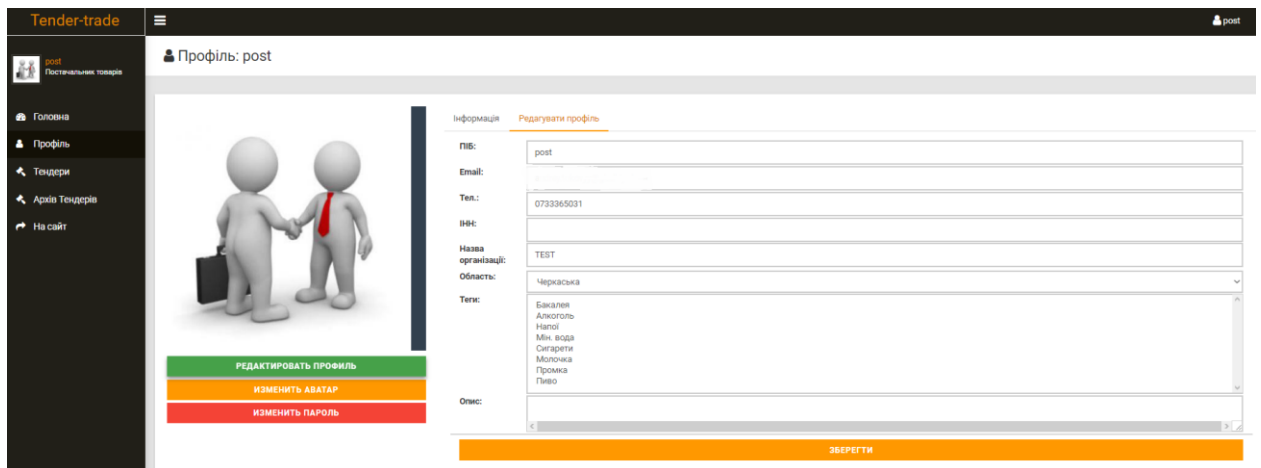 Tender-trade
post
Профіль: post
post
Постачальник товарів
Головна
Профіль
Тендери
Архів Тендерів
На сайт
РЕДАКТИРОВАТЬ ПРОФИЛЬ
ИЗМЕНИТЬ АВАТАР
ИЗМЕНИТЬ ПАРОЛЬ
Інформація Редагувати профіль
ПІБ: post
Email:
Тел.: 0733365031
ІНН:
Назва
організації: TEST
Область: Черкаська
Теги:
Бакалея
Алкоголь
Напої
Мін. вода
Сигарети
Молочка
Промка
Пиво
Опис:
ЗБЕРЕГТИ